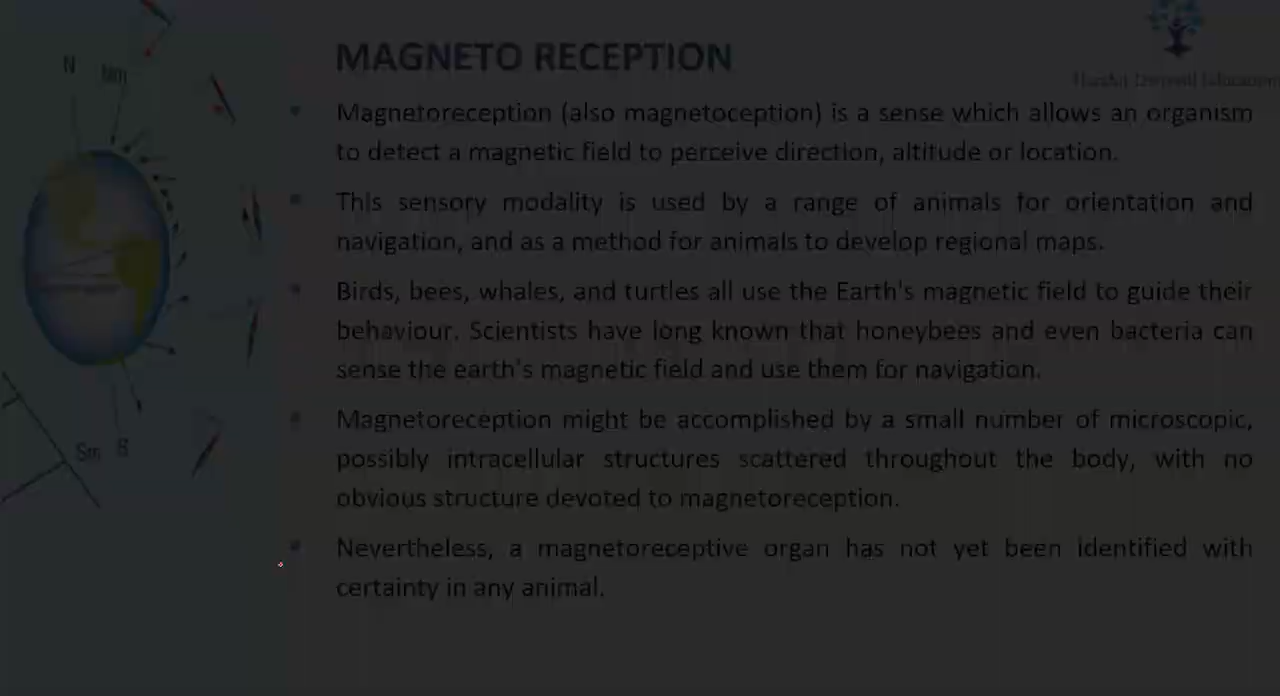 MAGNETO RECEPTION
N
Nm
Magnetoreception (also magnetoception) is a sense which allows an organism
to detect a magnetic field to perceive direction, altitude or location.
This sensory modality is used by a range of animals for orientation and
navigation, and as a method for animals to develop regional maps.
Birds, bees, whales, and turtles all use the Earth's magnetic field to guide their
behaviour. Scientists have long known that honeybees and even bacteria can
sense the earth's magnetic field and use them for navigation.
Magnetoreception might be accomplished by a small number of microscopic,
possibly intracellular structures scattered throughout the body, with no
obvious structure devoted to magnetoreception.
Sm S
Nevertheless, a magnetoreceptive organ has not yet been identified with
certainty in any animal.